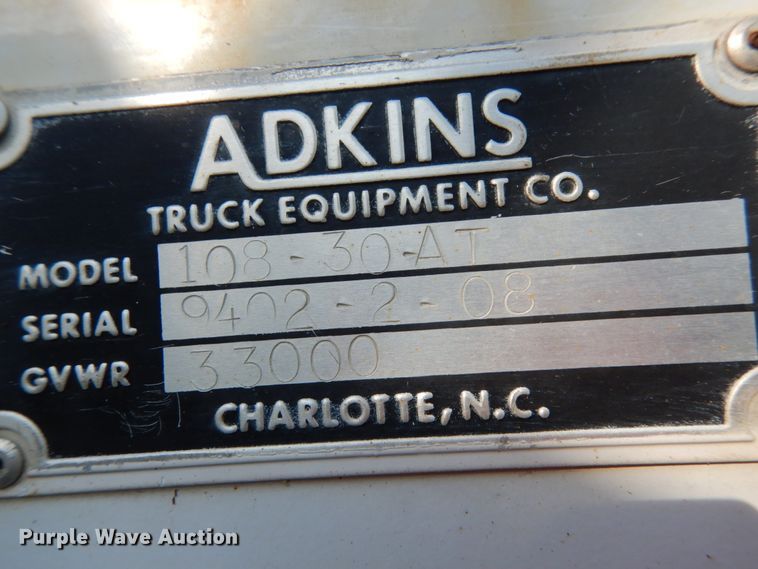 ADKINS
TRUCK EQUIPMENT CO.
MODEL 108-30-AT
SERIAL 9402-2-08
GVWR 33000
CHARLOTTE, N.C.
Purple Wave Auction